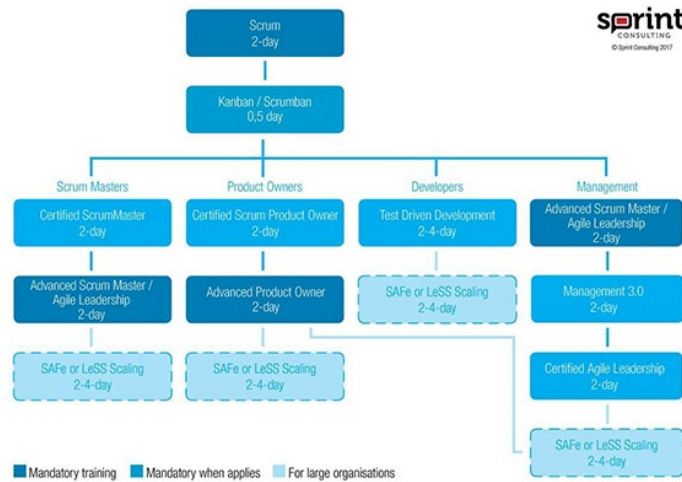 sprint
CONSULTING
© Sprint Consulting 2017
Scrum
2-day
Kanban / Scrumban
0,5 day
Scrum Masters
Product Owners
Developers
Management
Certified ScrumMaster
2-day
Certified Scrum Product Owner
2-day
Test Driven Development
2-4-day
Advanced Scrum Master /
Agile Leadership
2-day
Advanced Scrum Master /
Agile Leadership
2-day
Advanced Product Owner
2-day
SAFe or LeSS Scaling
2-4-day
Management 3.0
2-day
SAFe or LeSS Scaling
2-4-day
SAFe or LeSS Scaling
2-4-day
Certified Agile Leadership
2-day
SAFe or LeSS Scaling
2-4-day
Mandatory training
Mandatory when applies
For large organisations